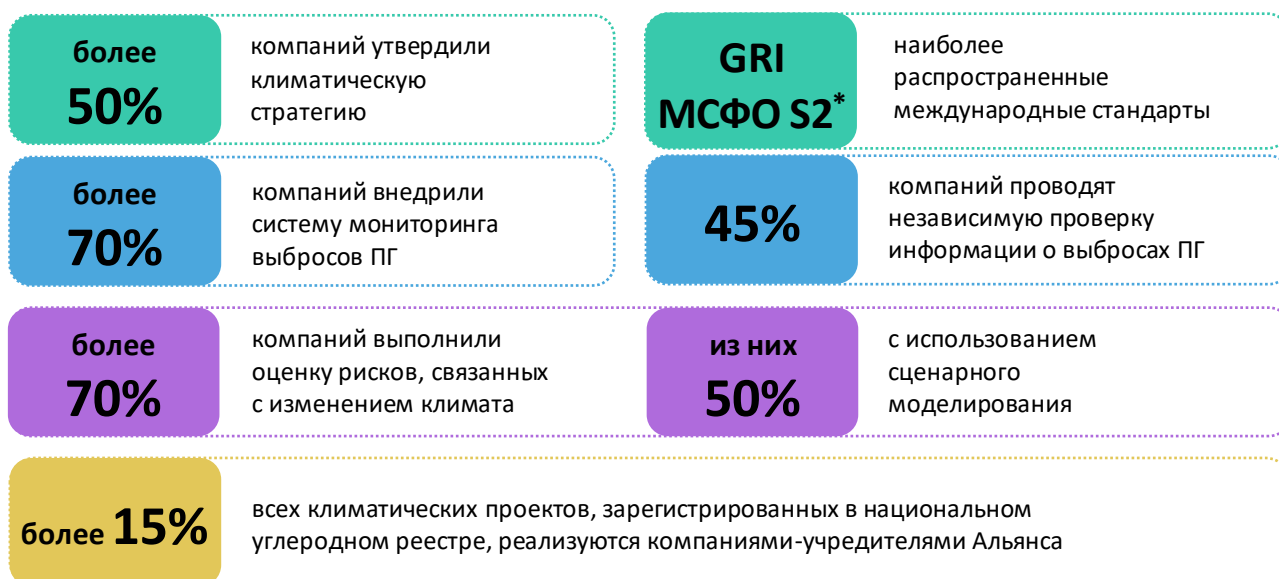 более
50%
компаний утвердили
климатическую
стратегию
GRI
МСФО S2*
наиболее
распространенные
международные стандарты
более
70%
компаний внедрили
систему мониторинга
выбросов ПГ
45%
компаний проводят
независимую проверку
информации о выбросах ПГ
более
70%
компаний выполнили
оценку рисков, связанных
с изменением климата
из них
50%
с использованием
сценарного
моделирования
более 15%
всех климатических проектов, зарегистрированных в национальном
углеродном реестре, реализуются компаниями-учредителями Альянса